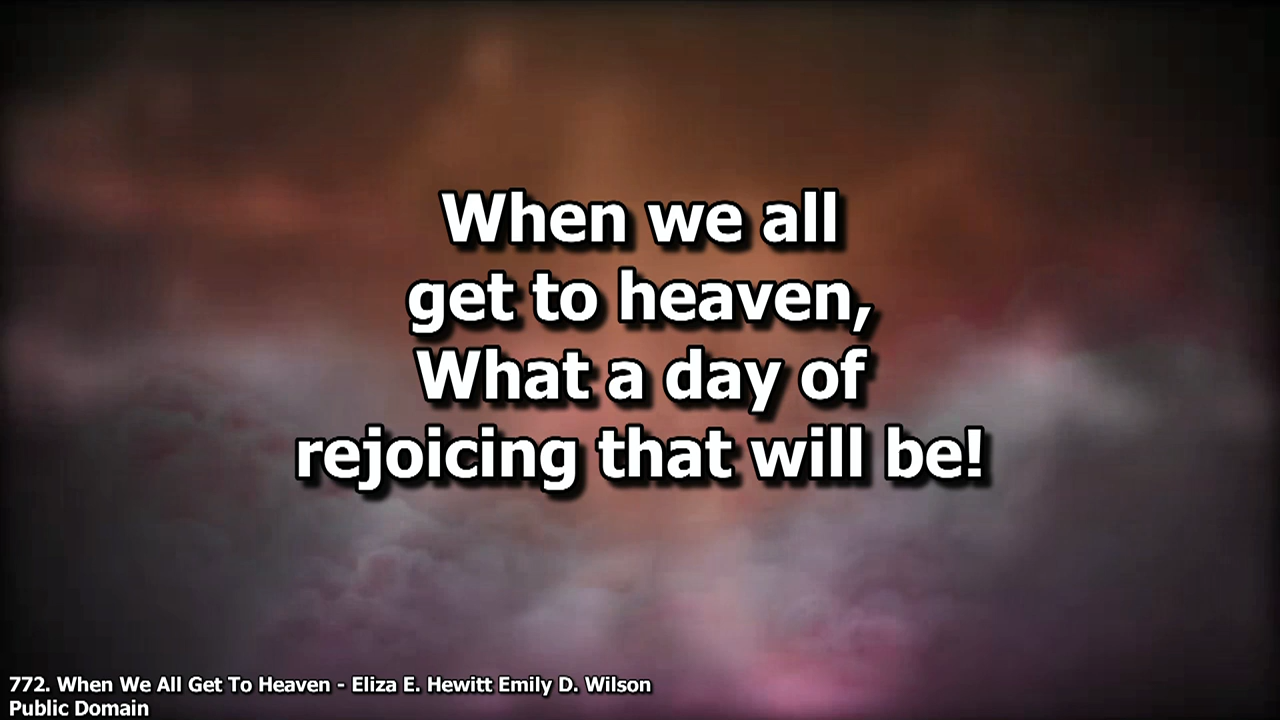 When we all
get to heaven,
What a day of
rejoicing that will be!
772. When We All Get To Heaven - Eliza E. Hewitt Emily D. Wilson
Public Domain